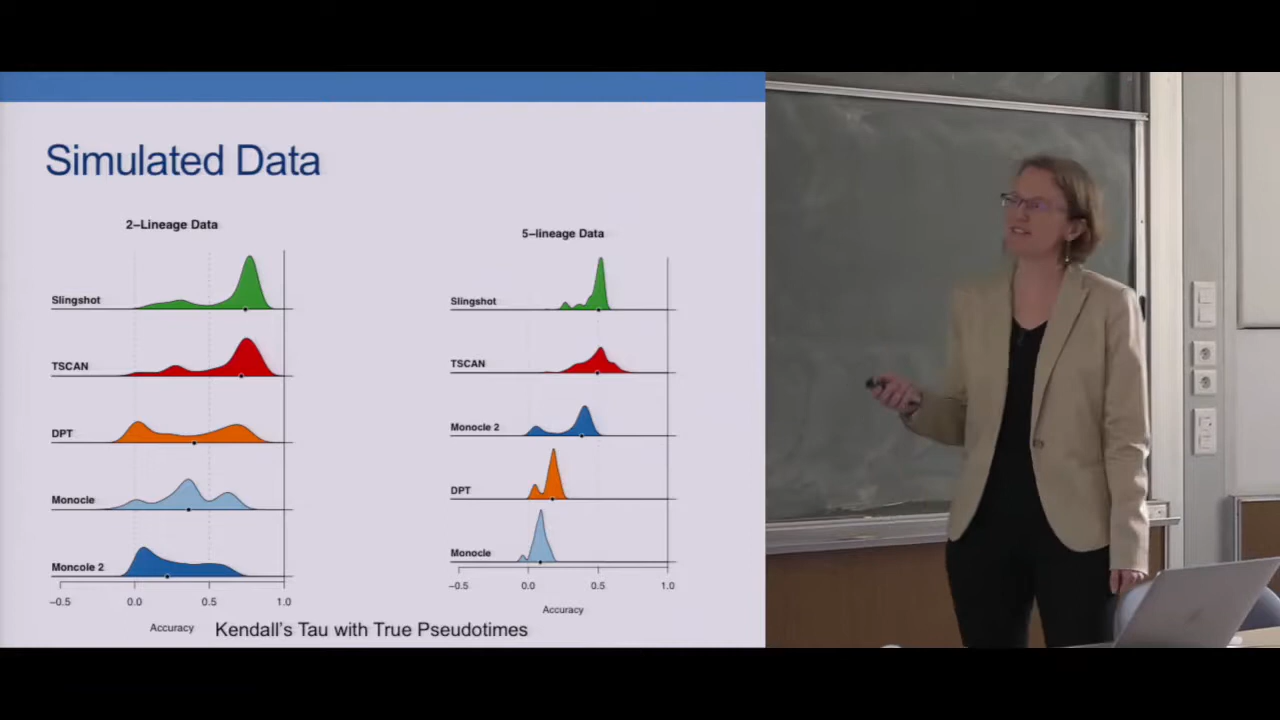 Simulated Data
2–Lineage Data
Slingshot
TSCAN
DPT
Monocle
Moncole 2
−0.5 0.0 0.5 1.0
Accuracy
5–lineage Data
Slingshot
TSCAN
Monocle 2
DPT
Monocle
−0.5 0.0 0.5 1.0
Accuracy
Kendall's Tau with True Pseudotimes